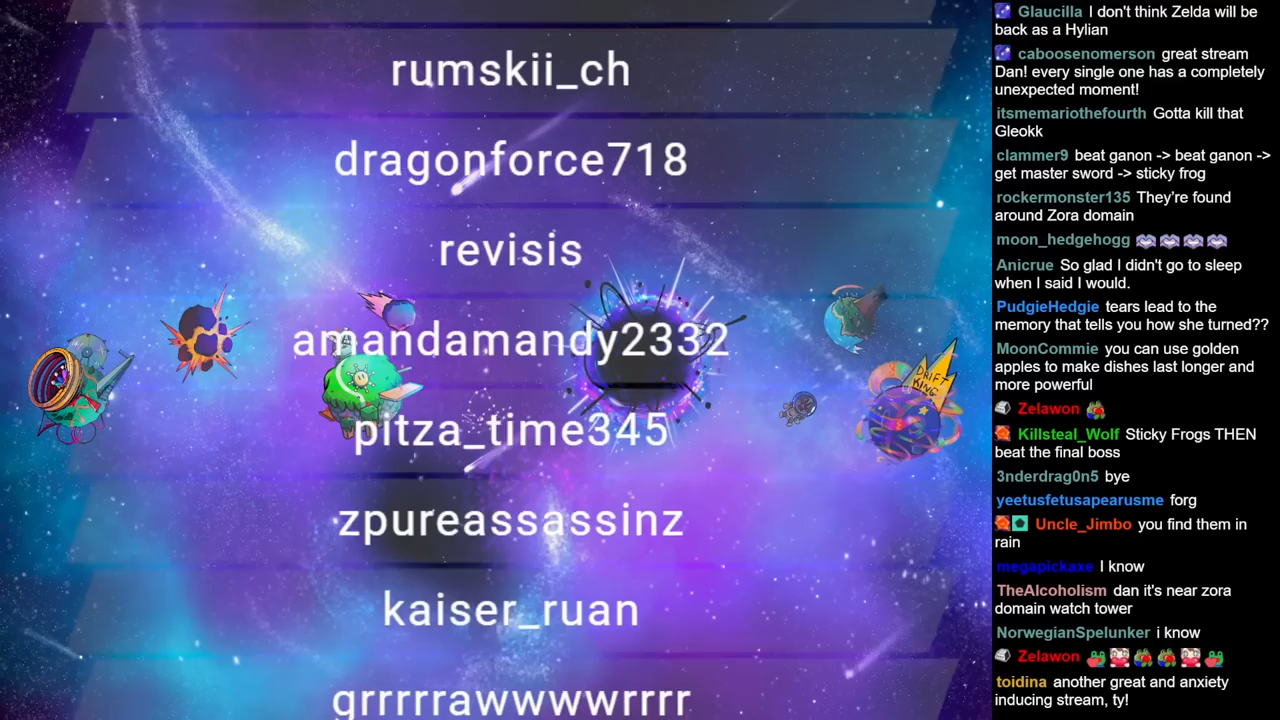 rumskii_ch
dragonforce718
revisis
amandamandy2332
pitza_time345
zpureassassinz
kaiser_ruan
grrrrrawwwwrrrr
DRIFT
KING
Glaucilla I don't think Zelda will be
back as a Hylian
caboosenomerson great stream
Dan! every single one has a completely
unexpected moment!
itsmemariothefourth Gotta kill that
Gleokk
clammer9 beat ganon -> beat ganon ->
get master sword -> sticky frog
rockermonster135 They're found
around Zora domain
moon_hedgehogg
Anicrue So glad I didn't go to sleep
when I said I would.
PudgieHedgie tears lead to the
memory that tells you how she turned??
MoonCommie you can use golden
apples to make dishes last longer and
more powerful
Zelawon
Killsteal_Wolf Sticky Frogs THEN
beat the final boss
3nderdrag0n5 bye
yeetusfetusapearusme forg
Uncle_Jimbo you find them in
rain
megapickaxe I know
TheAlcoholism dan it's near zora
domain watch tower
NorwegianSpelunker i know
Zelawon
toidina another great and anxiety
inducing stream, ty!